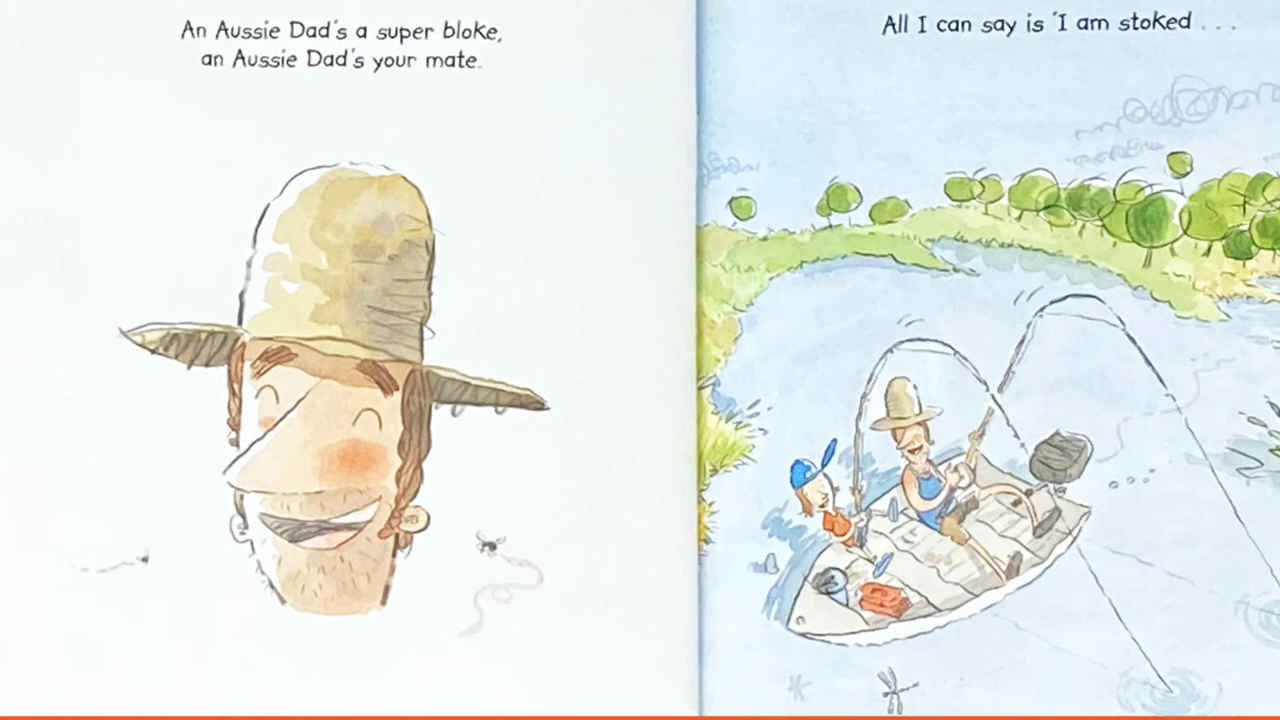 An Aussie Dad's a super bloke,
an Aussie Dad's your mate.
All I can say is 'I am stoked . . .